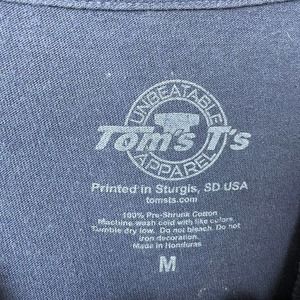 UNBEATABLE
Tom's T's
APPAREL
Printed in Sturgis, SD USA
tomsts.com
100% Pre-Shrunk Cotton
Machine wash cold with like colors.
Tumble dry low. Do not bleach. Do not
iron decoration.
Made in Honduras
M